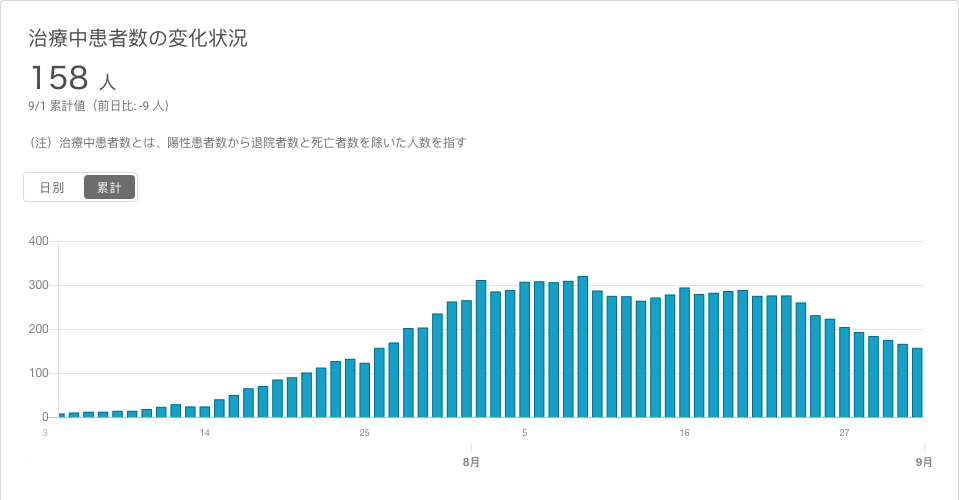 治療中患者数の変化状況
158 人
9/1 累計値（前日比: -9 人）
（注）治療中患者数とは、陽性患者数から退院者数と死亡者数を除いた人数を指す
日別 累計
400
300
200
100
0
3 14 25 5 16 27
8月 9月